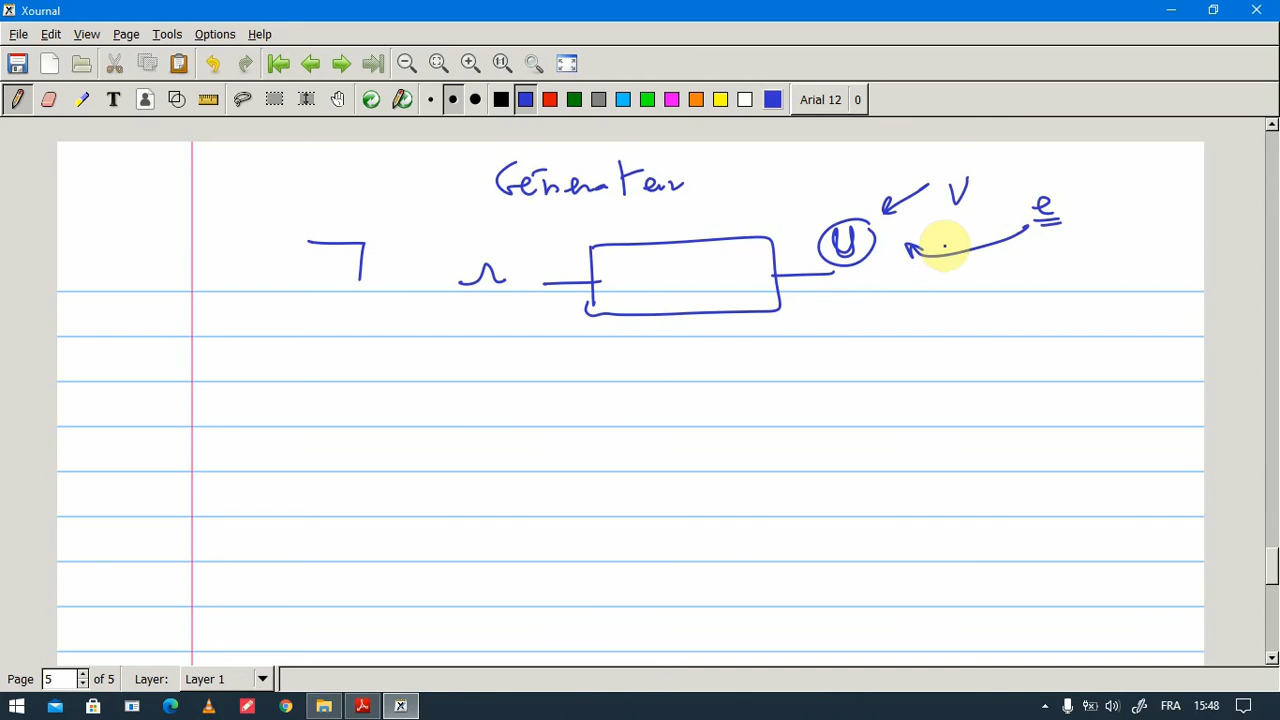 Xournal
File Edit View Page Tools Options Help
Arial 12 0
Générateur
V
e
U
Page 5 of 5 Layer: Layer 1
FRA 15:48